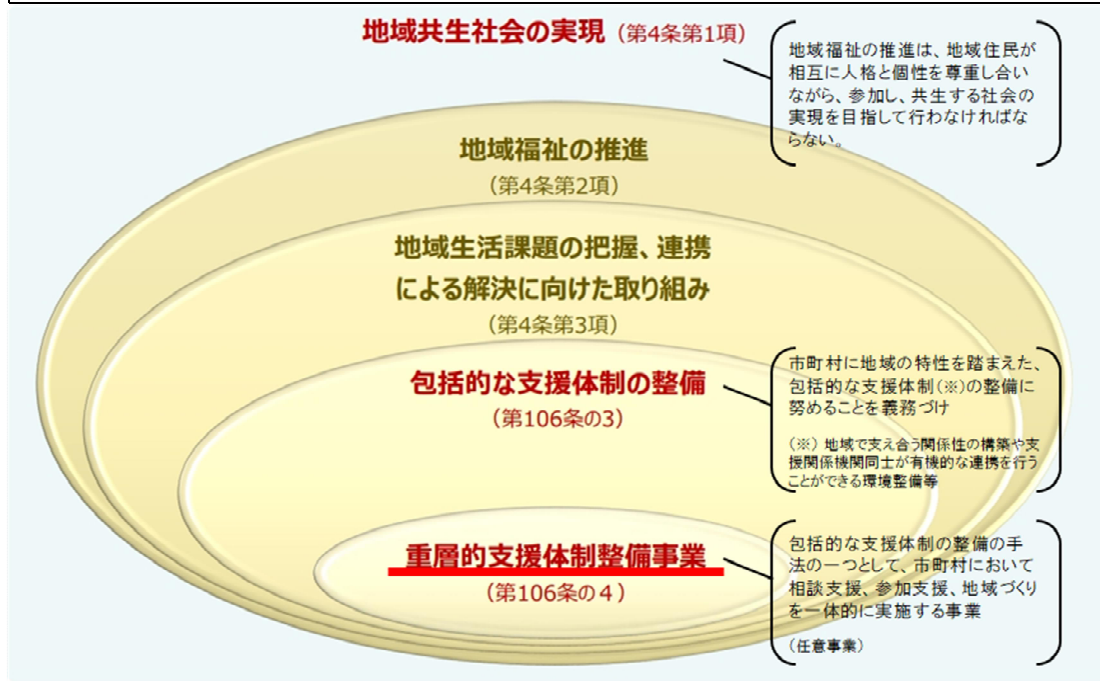 地域共生社会の実現（第4条第1項）
地域福祉の推進は、地域住民が
相互に人格と個性を尊重し合い
ながら、参加し、共生する社会の
実現を目指して行わなければな
らない。
地域福祉の推進
（第4条第2項）
地域生活課題の把握、連携
による解決に向けた取り組み
（第4条第3項）
包括的な支援体制の整備
（第106条の3）
市町村に地域の特性を踏まえた、
包括的な支援体制（※）の整備に
努めることを義務づけ
（※）地域で支え合う関係性の構築や支
援関係機関同士が有機的な連携を行う
ことができる環境整備等
重層的支援体制整備事業
（第106条の４）
包括的な支援体制の整備の手
法の一つとして、市町村において
相談支援、参加支援、地域づくり
を一体的に実施する事業
（任意事業）